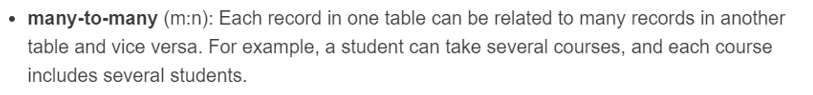 • many-to-many (m:n): Each record in one table can be related to many records in another
table and vice versa. For example, a student can take several courses, and each course
includes several students.